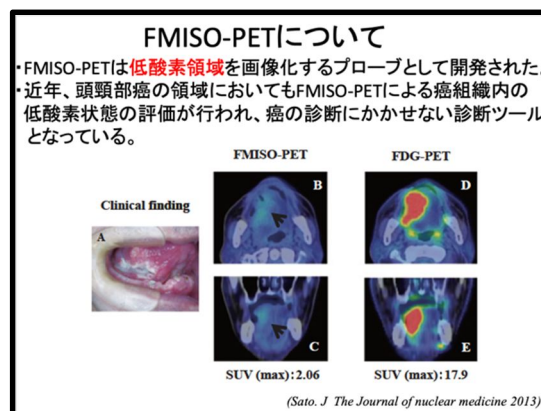 FMISO-PETについて
・FMISO-PETは低酸素領域を画像化するプローブとして開発された.
・近年、頭頸部癌の領域においてもFMISO-PETによる癌組織内の
低酸素状態の評価が行われ、癌の診断にかかせない診断ツール
となっている。
FMISO-PET
FDG-PET
Clinical finding
A
B
D
C
E
SUV (max):2.06
SUV (max):17.9
(Sato. J The Journal of nuclear medicine 2013)